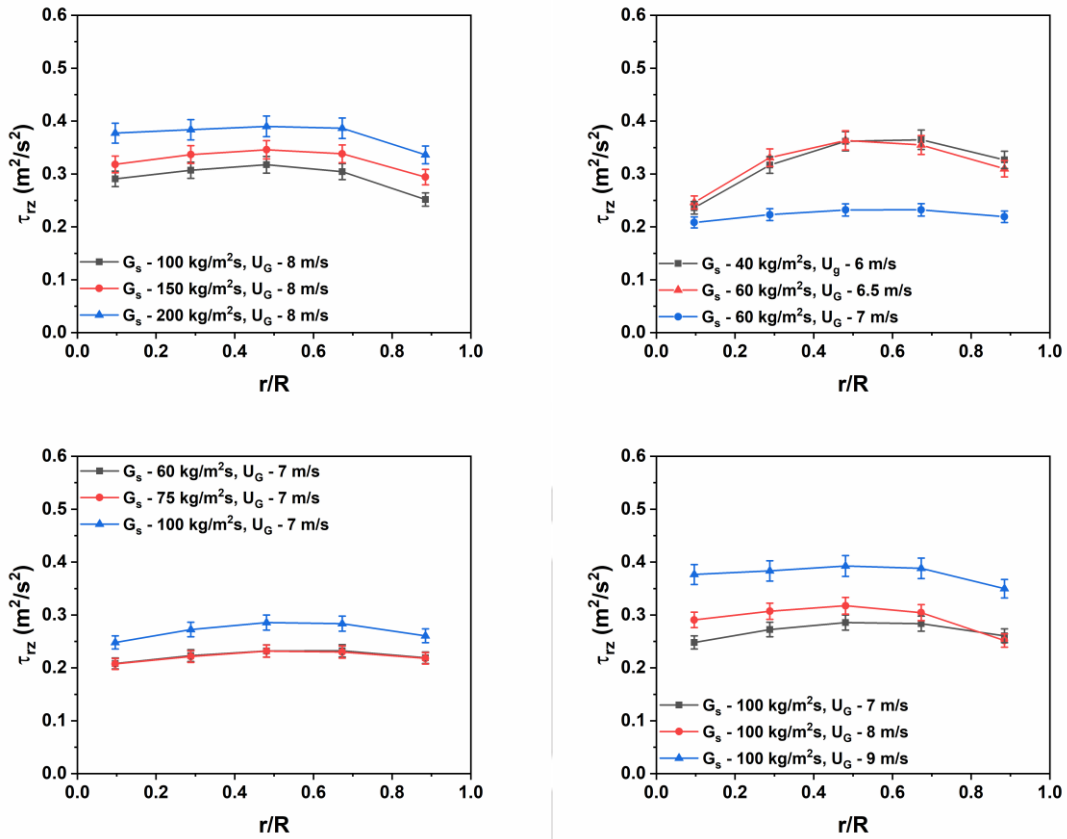 0.6
0.5
0.4
0.3
0.2
0.1
0.0
τrz (m²/s²)
Gs - 100 kg/m²s, UG - 8 m/s
Gs - 150 kg/m²s, UG - 8 m/s
Gs - 200 kg/m²s, UG - 8 m/s
0.0 0.2 0.4 0.6 0.8 1.0
r/R
0.6
0.5
0.4
0.3
0.2
0.1
0.0
τrz (m²/s²)
Gs - 40 kg/m²s, Ug - 6 m/s
Gs - 60 kg/m²s, UG - 6.5 m/s
Gs - 60 kg/m²s, UG - 7 m/s
0.0 0.2 0.4 0.6 0.8 1.0
r/R
0.6
0.5
0.4
0.3
0.2
0.1
0.0
τrz (m²/s²)
Gs - 60 kg/m²s, UG - 7 m/s
Gs - 75 kg/m²s, UG - 7 m/s
Gs - 100 kg/m²s, UG - 7 m/s
0.0 0.2 0.4 0.6 0.8 1.0
r/R
0.6
0.5
0.4
0.3
0.2
0.1
0.0
τrz (m²/s²)
Gs - 100 kg/m²s, UG - 7 m/s
Gs - 100 kg/m²s, UG - 8 m/s
Gs - 100 kg/m²s, UG - 9 m/s
0.0 0.2 0.4 0.6 0.8 1.0
r/R